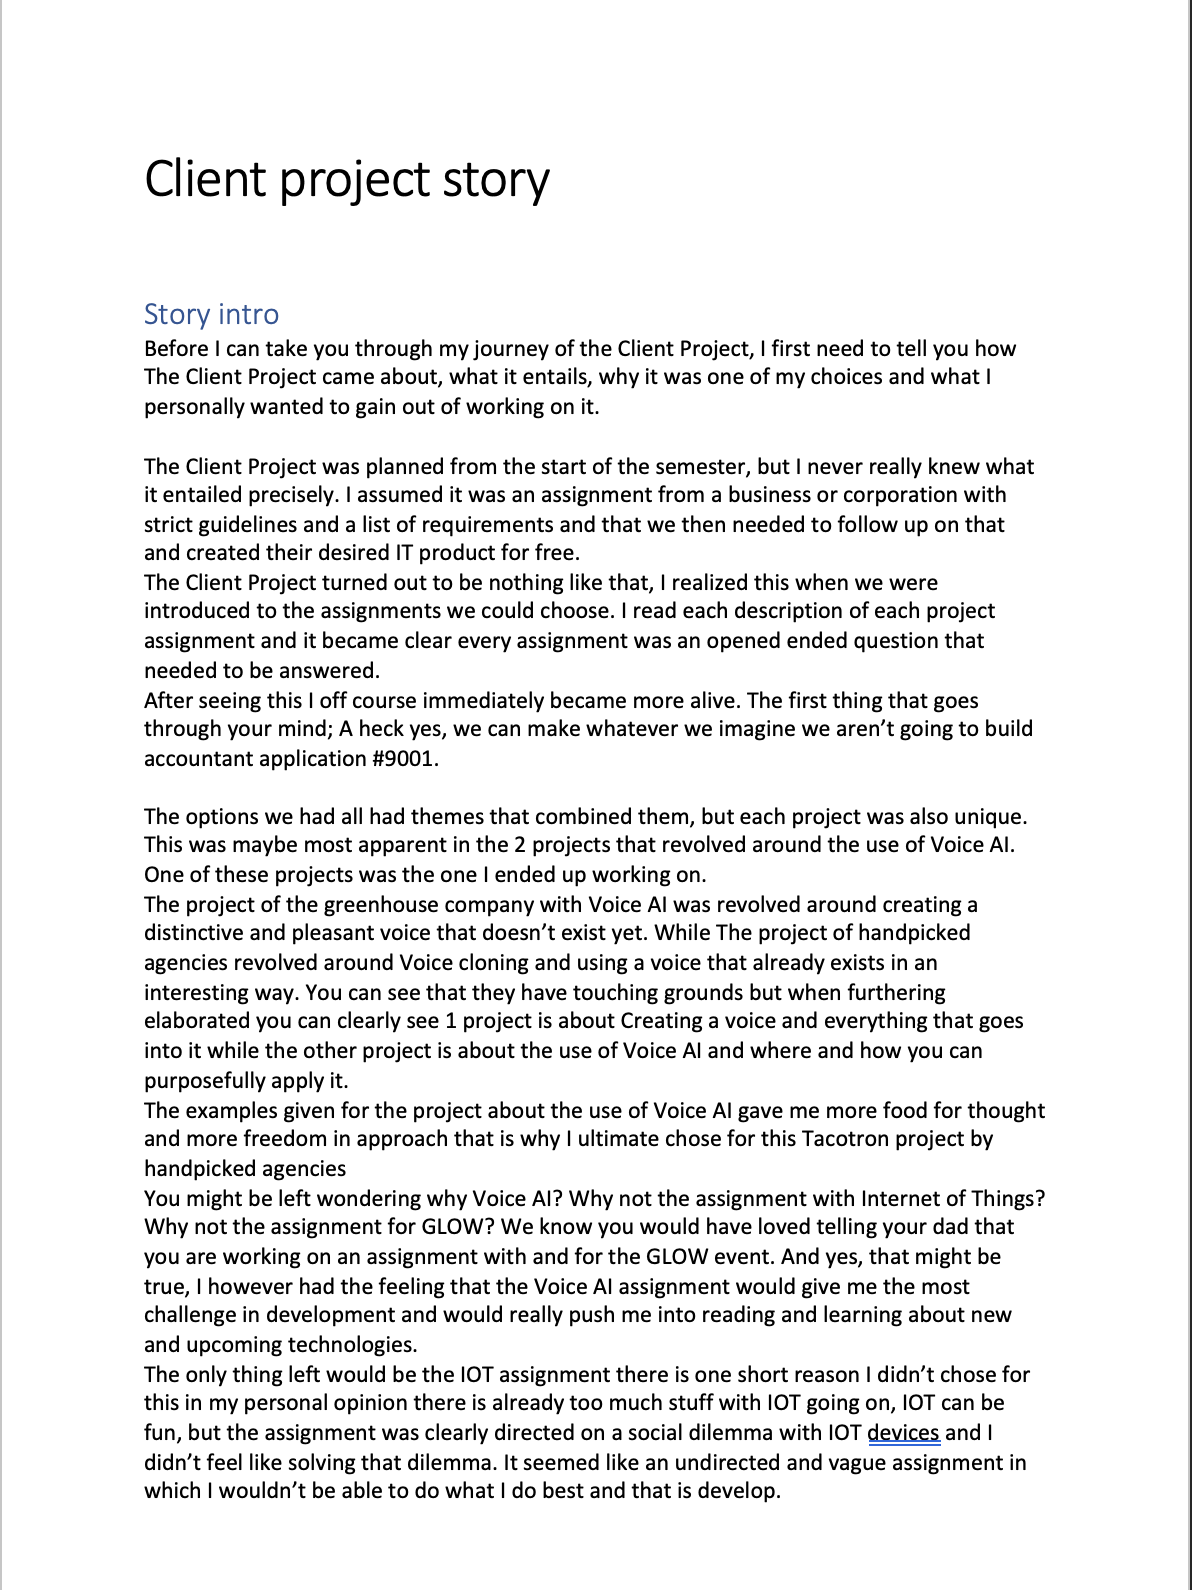 Client project story
Story intro
Before I can take you through my journey of the Client Project, I first need to tell you how
The Client Project came about, what it entails, why it was one of my choices and what I
personally wanted to gain out of working on it.
The Client Project was planned from the start of the semester, but I never really knew what
it entailed precisely. I assumed it was an assignment from a business or corporation with
strict guidelines and a list of requirements and that we then needed to follow up on that
and created their desired IT product for free.
The Client Project turned out to be nothing like that, I realized this when we were
introduced to the assignments we could choose. I read each description of each project
assignment and it became clear every assignment was an opened ended question that
needed to be answered.
After seeing this I off course immediately became more alive. The first thing that goes
through your mind; A heck yes, we can make whatever we imagine we aren't going to build
accountant application #9001.
The options we had all had themes that combined them, but each project was also unique.
This was maybe most apparent in the 2 projects that revolved around the use of Voice AI.
One of these projects was the one I ended up working on.
The project of the greenhouse company with Voice AI was revolved around creating a
distinctive and pleasant voice that doesn't exist yet. While The project of handpicked
agencies revolved around Voice cloning and using a voice that already exists in an
interesting way. You can see that they have touching grounds but when furthering
elaborated you can clearly see 1 project is about Creating a voice and everything that goes
into it while the other project is about the use of Voice AI and where and how you can
purposefully apply it.
The examples given for the project about the use of Voice AI gave me more food for thought
and more freedom in approach that is why I ultimate chose for this Tacotron project by
handpicked agencies
You might be left wondering why Voice AI? Why not the assignment with Internet of Things?
Why not the assignment for GLOW? We know you would have loved telling your dad that
you are working on an assignment with and for the GLOW event. And yes, that might be
true, I however had the feeling that the Voice AI assignment would give me the most
challenge in development and would really push me into reading and learning about new
and upcoming technologies.
The only thing left would be the IOT assignment there is one short reason I didn't chose for
this in my personal opinion there is already too much stuff with IOT going on, IOT can be
fun, but the assignment was clearly directed on a social dilemma with IOT devices and I
didn't feel like solving that dilemma. It seemed like an undirected and vague assignment in
which I wouldn't be able to do what I do best and that is develop.